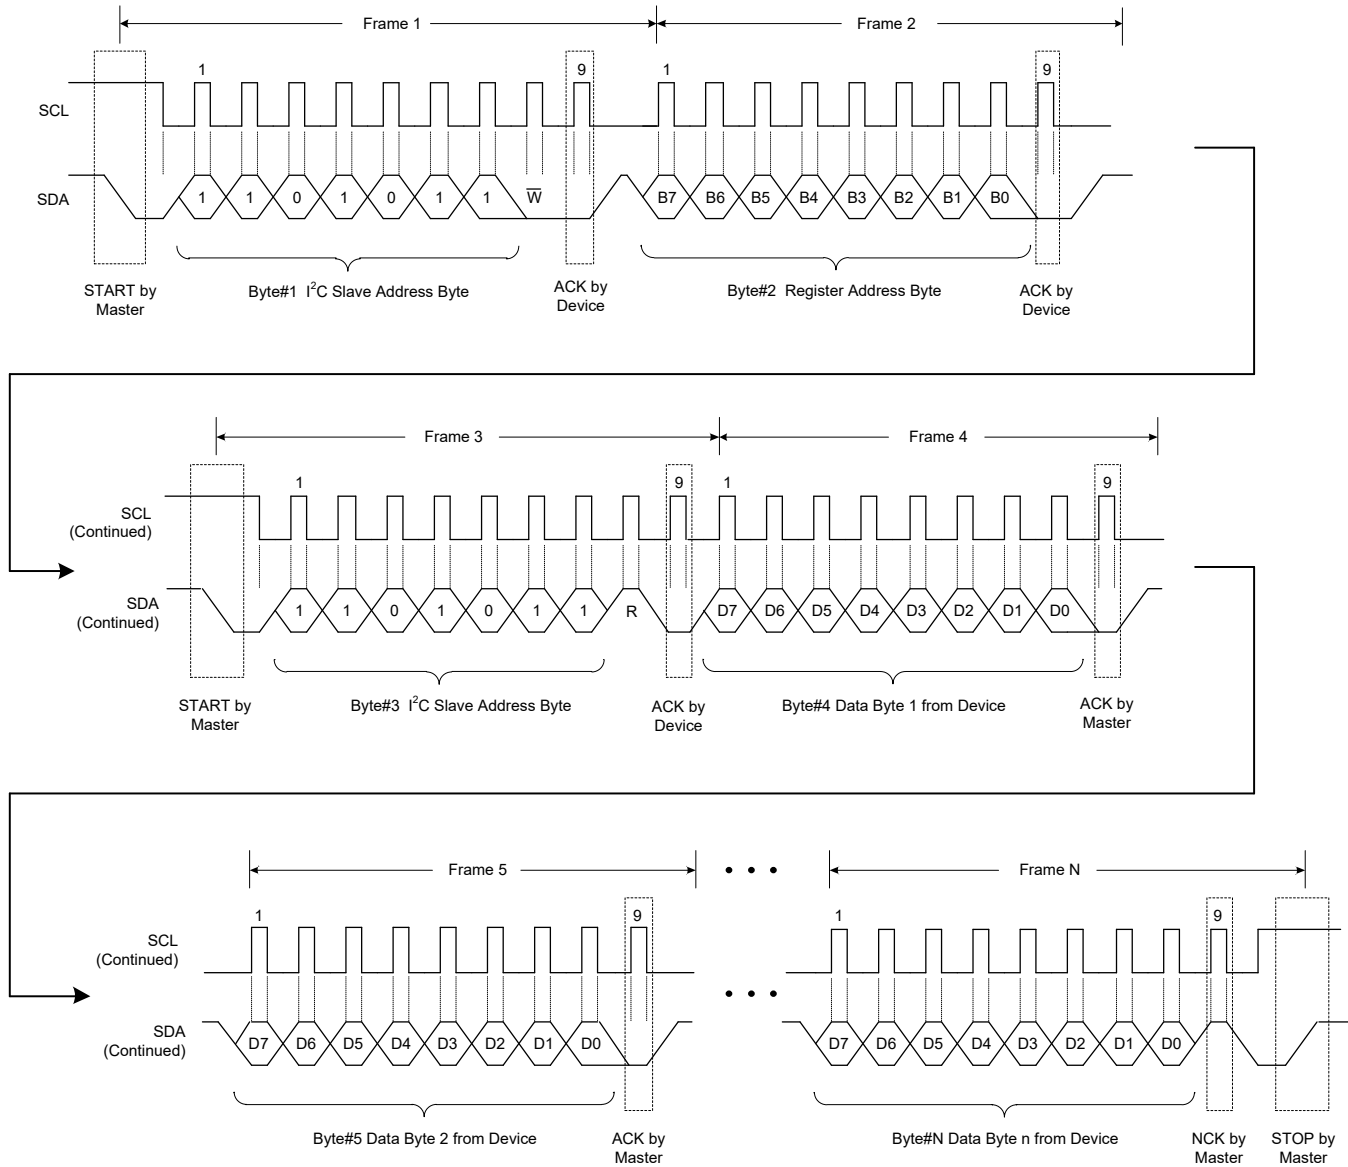 Frame 1 Frame 2
1 9 1 9
SCL
SDA 1 1 0 1 0 1 1 W̅ B7 B6 B5 B4 B3 B2 B1 B0
START by
Master
Byte#1 I²C Slave Address Byte
ACK by
Device
Byte#2 Register Address Byte
ACK by
Device
Frame 3 Frame 4
1 9 1 9
SCL
(Continued)
SDA
(Continued)
1 1 0 1 0 1 1 R D7 D6 D5 D4 D3 D2 D1 D0
START by
Master
Byte#3 I²C Slave Address Byte
ACK by
Device
Byte#4 Data Byte 1 from Device
ACK by
Master
Frame 5 • • • Frame N
1 9 1 9
SCL
(Continued)
• • •
SDA
(Continued)
D7 D6 D5 D4 D3 D2 D1 D0 D7 D6 D5 D4 D3 D2 D1 D0
Byte#5 Data Byte 2 from Device
ACK by
Master
Byte#N Data Byte n from Device
NCK by
Master
STOP by
Master